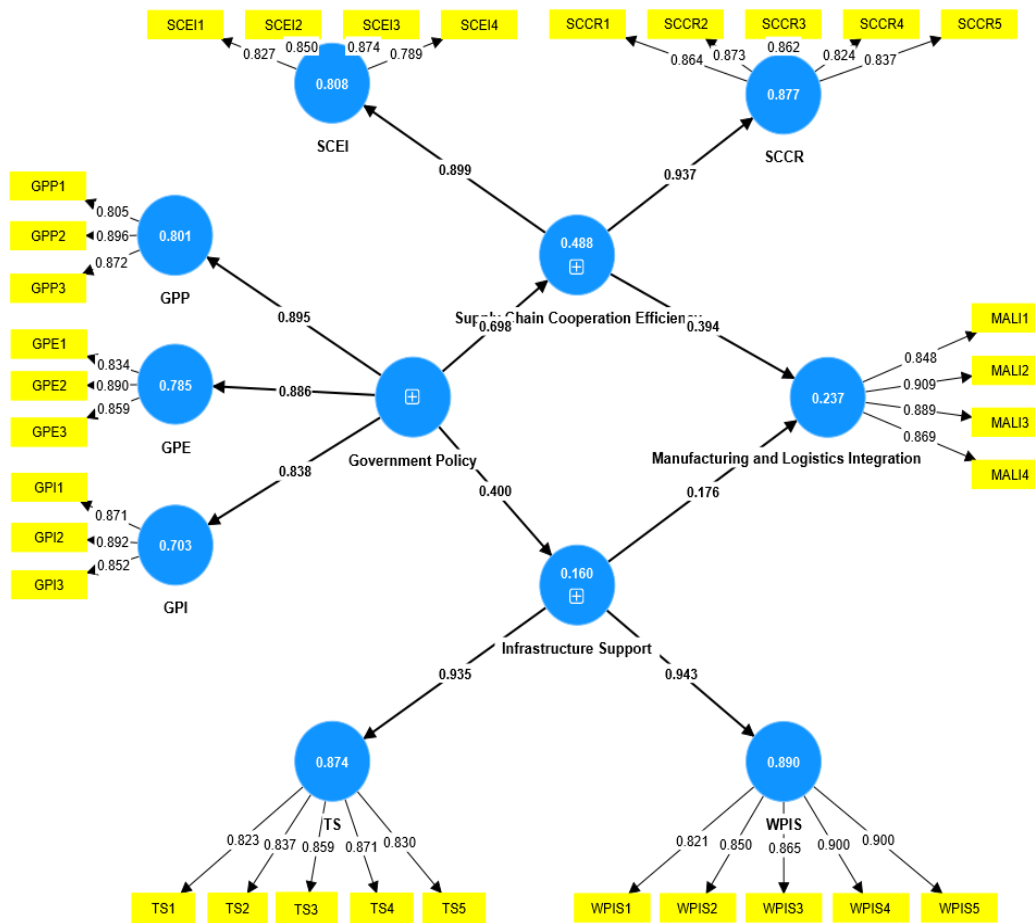 SCEI1 SCEI2 SCEI3 SCEI4 SCCR1 SCCR2 SCCR3 SCCR4 SCCR5
0.827 0.850 0.874 0.789 0.864 0.873 0.862 0.824 0.837
0.808 0.877
SCEI SCCR
0.899 0.937
GPP1
GPP2
GPP3
0.805
0.896
0.872
0.801
GPP
0.488
Supply Chain Cooperation Efficiency
0.895 0.698 0.394
GPE1
GPE2
GPE3
0.834
0.890
0.859
0.785
GPE
0.886
Government Policy
0.838 0.400
MALI1
MALI2
MALI3
MALI4
0.848
0.909
0.889
0.869
0.237
Manufacturing and Logistics Integration
0.176
GPI1
GPI2
GPI3
0.871
0.892
0.852
0.703
GPI
0.160
Infrastructure Support
0.935 0.943
0.874 0.890
TS WPIS
0.823 0.837 0.859 0.871 0.830 0.821 0.850 0.865 0.900 0.900
TS1 TS2 TS3 TS4 TS5 WPIS1 WPIS2 WPIS3 WPIS4 WPIS5